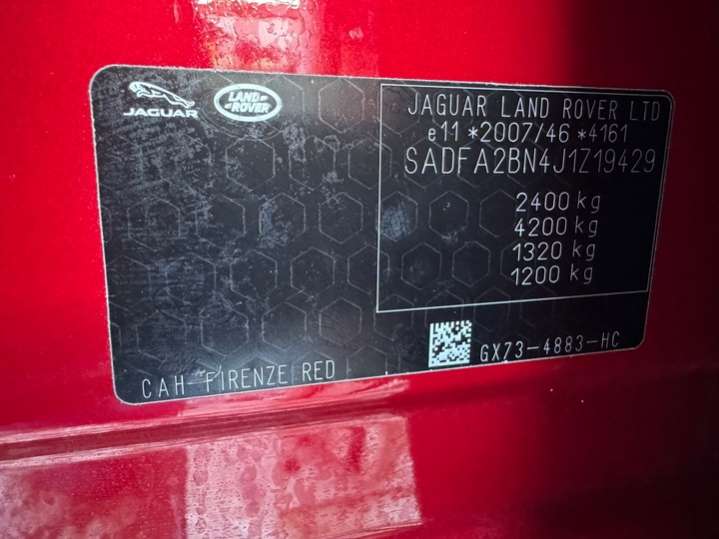 JAGUAR
LAND-
-ROVER
JAGUAR LAND ROVER LTD
e11 *2007/46 *4161
SADFA2BN4J1Z19429
2400 kg
4200 kg
1320 kg
1200 kg
GX73-4883-HC
CAH-FIRENZE RED